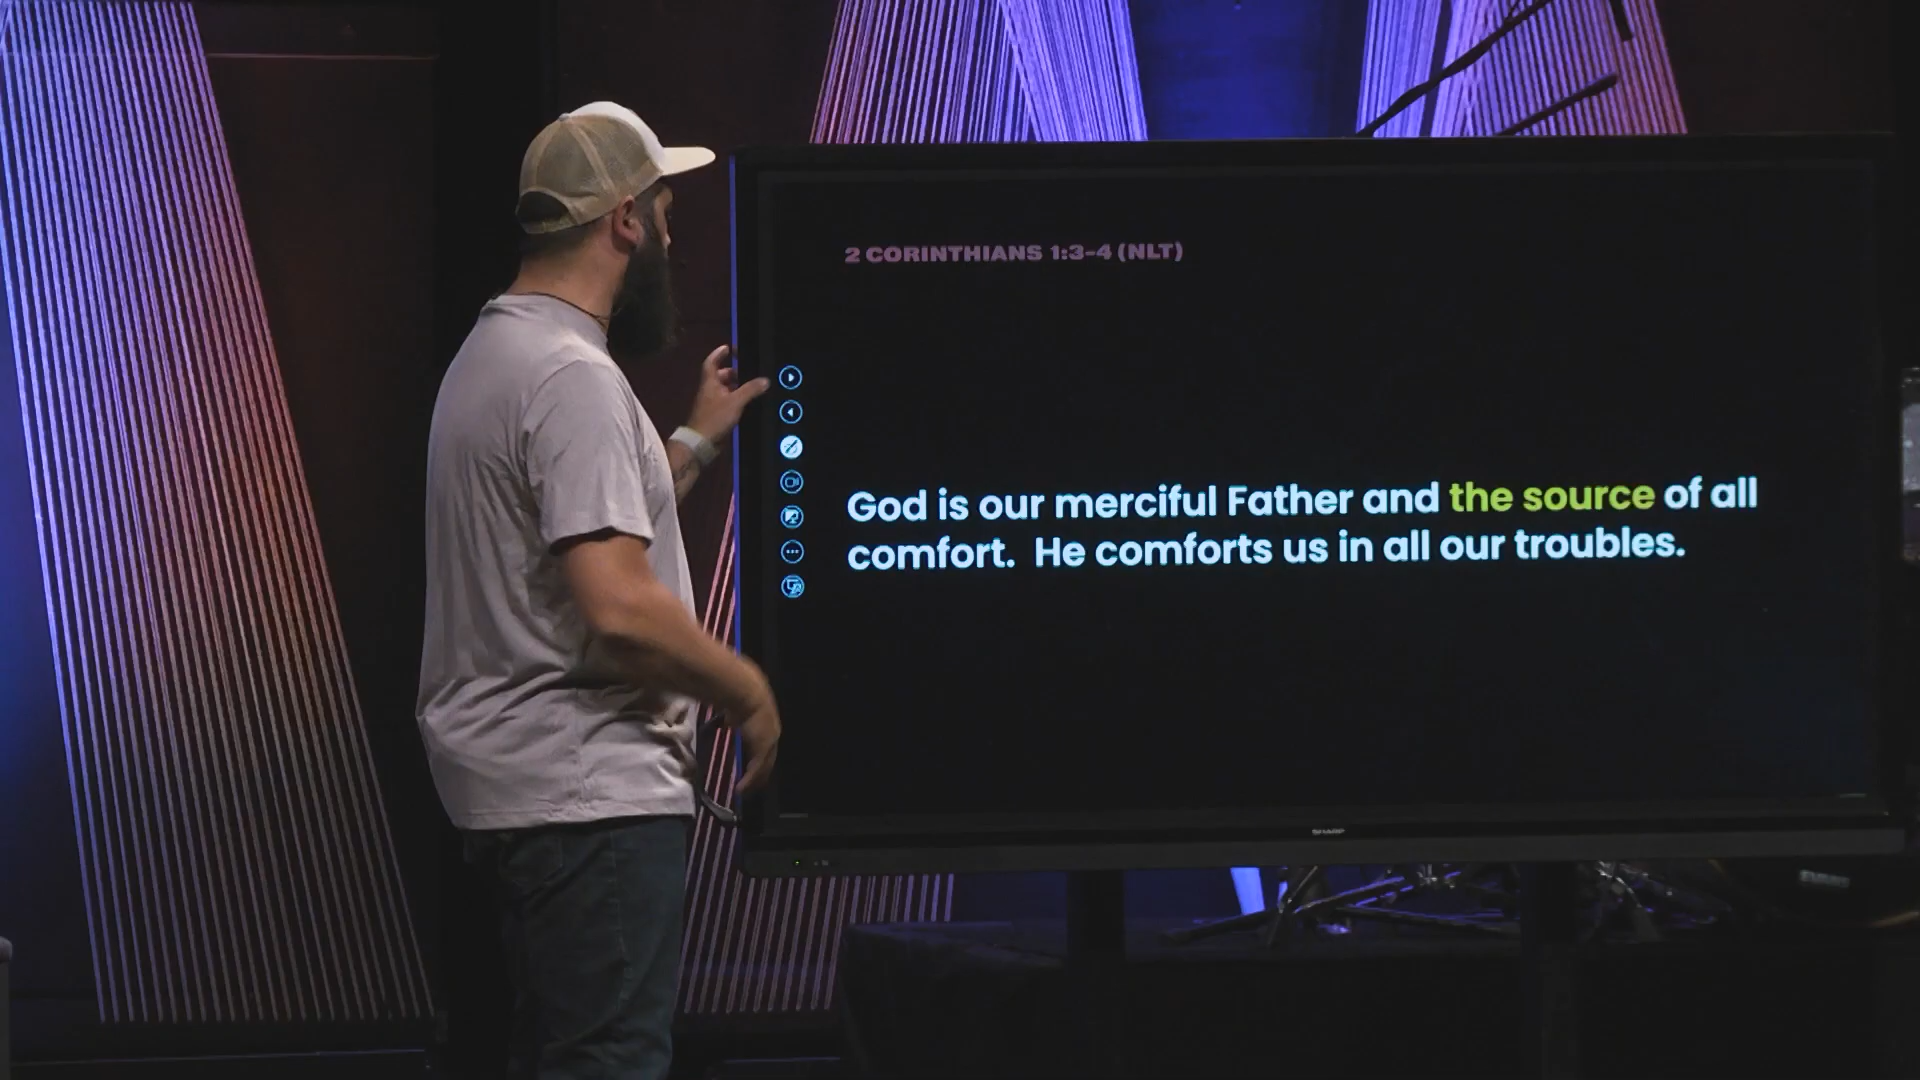 2 CORINTHIANS 1:3-4 (NLT)
God is our merciful Father and the source of all
comfort.  He comforts us in all our troubles.
SHARP